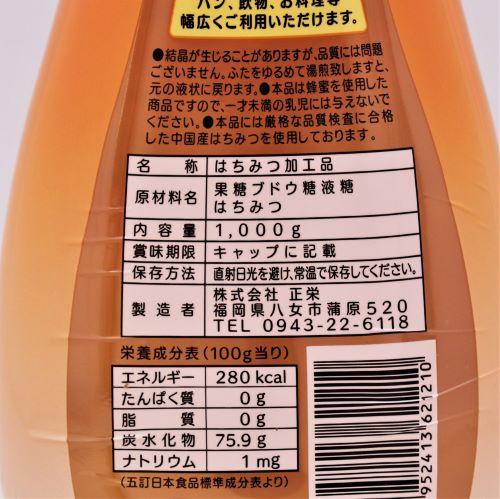 パン、飲物、お料理等
幅広くご利用いただけます。
●結晶が生じることがありますが、品質には問題
ございません。ふたをゆるめて湯煎致しますと、
元の液状に戻ります。●本品は蜂蜜を使用した
商品ですので、一才未満の乳児には与えないで
ください。●本品には厳格な品質検査に合格
した中国産はちみつを使用しております。
名称 はちみつ加工品
原材料名 果糖ブドウ糖液糖
はちみつ
内容量 1,000g
賞味期限 キャップに記載
保存方法 直射日光を避け、常温で保存してください。
製造者 株式会社 正栄
福岡県八女市蒲原520
TEL 0943-22-6118
栄養成分表(100g当り)
エネルギー 280kcal
たんぱく質 0g
脂質 0g
炭水化物 75.9g
ナトリウム 1mg
(五訂日本食品標準成分表より)
952413 621210